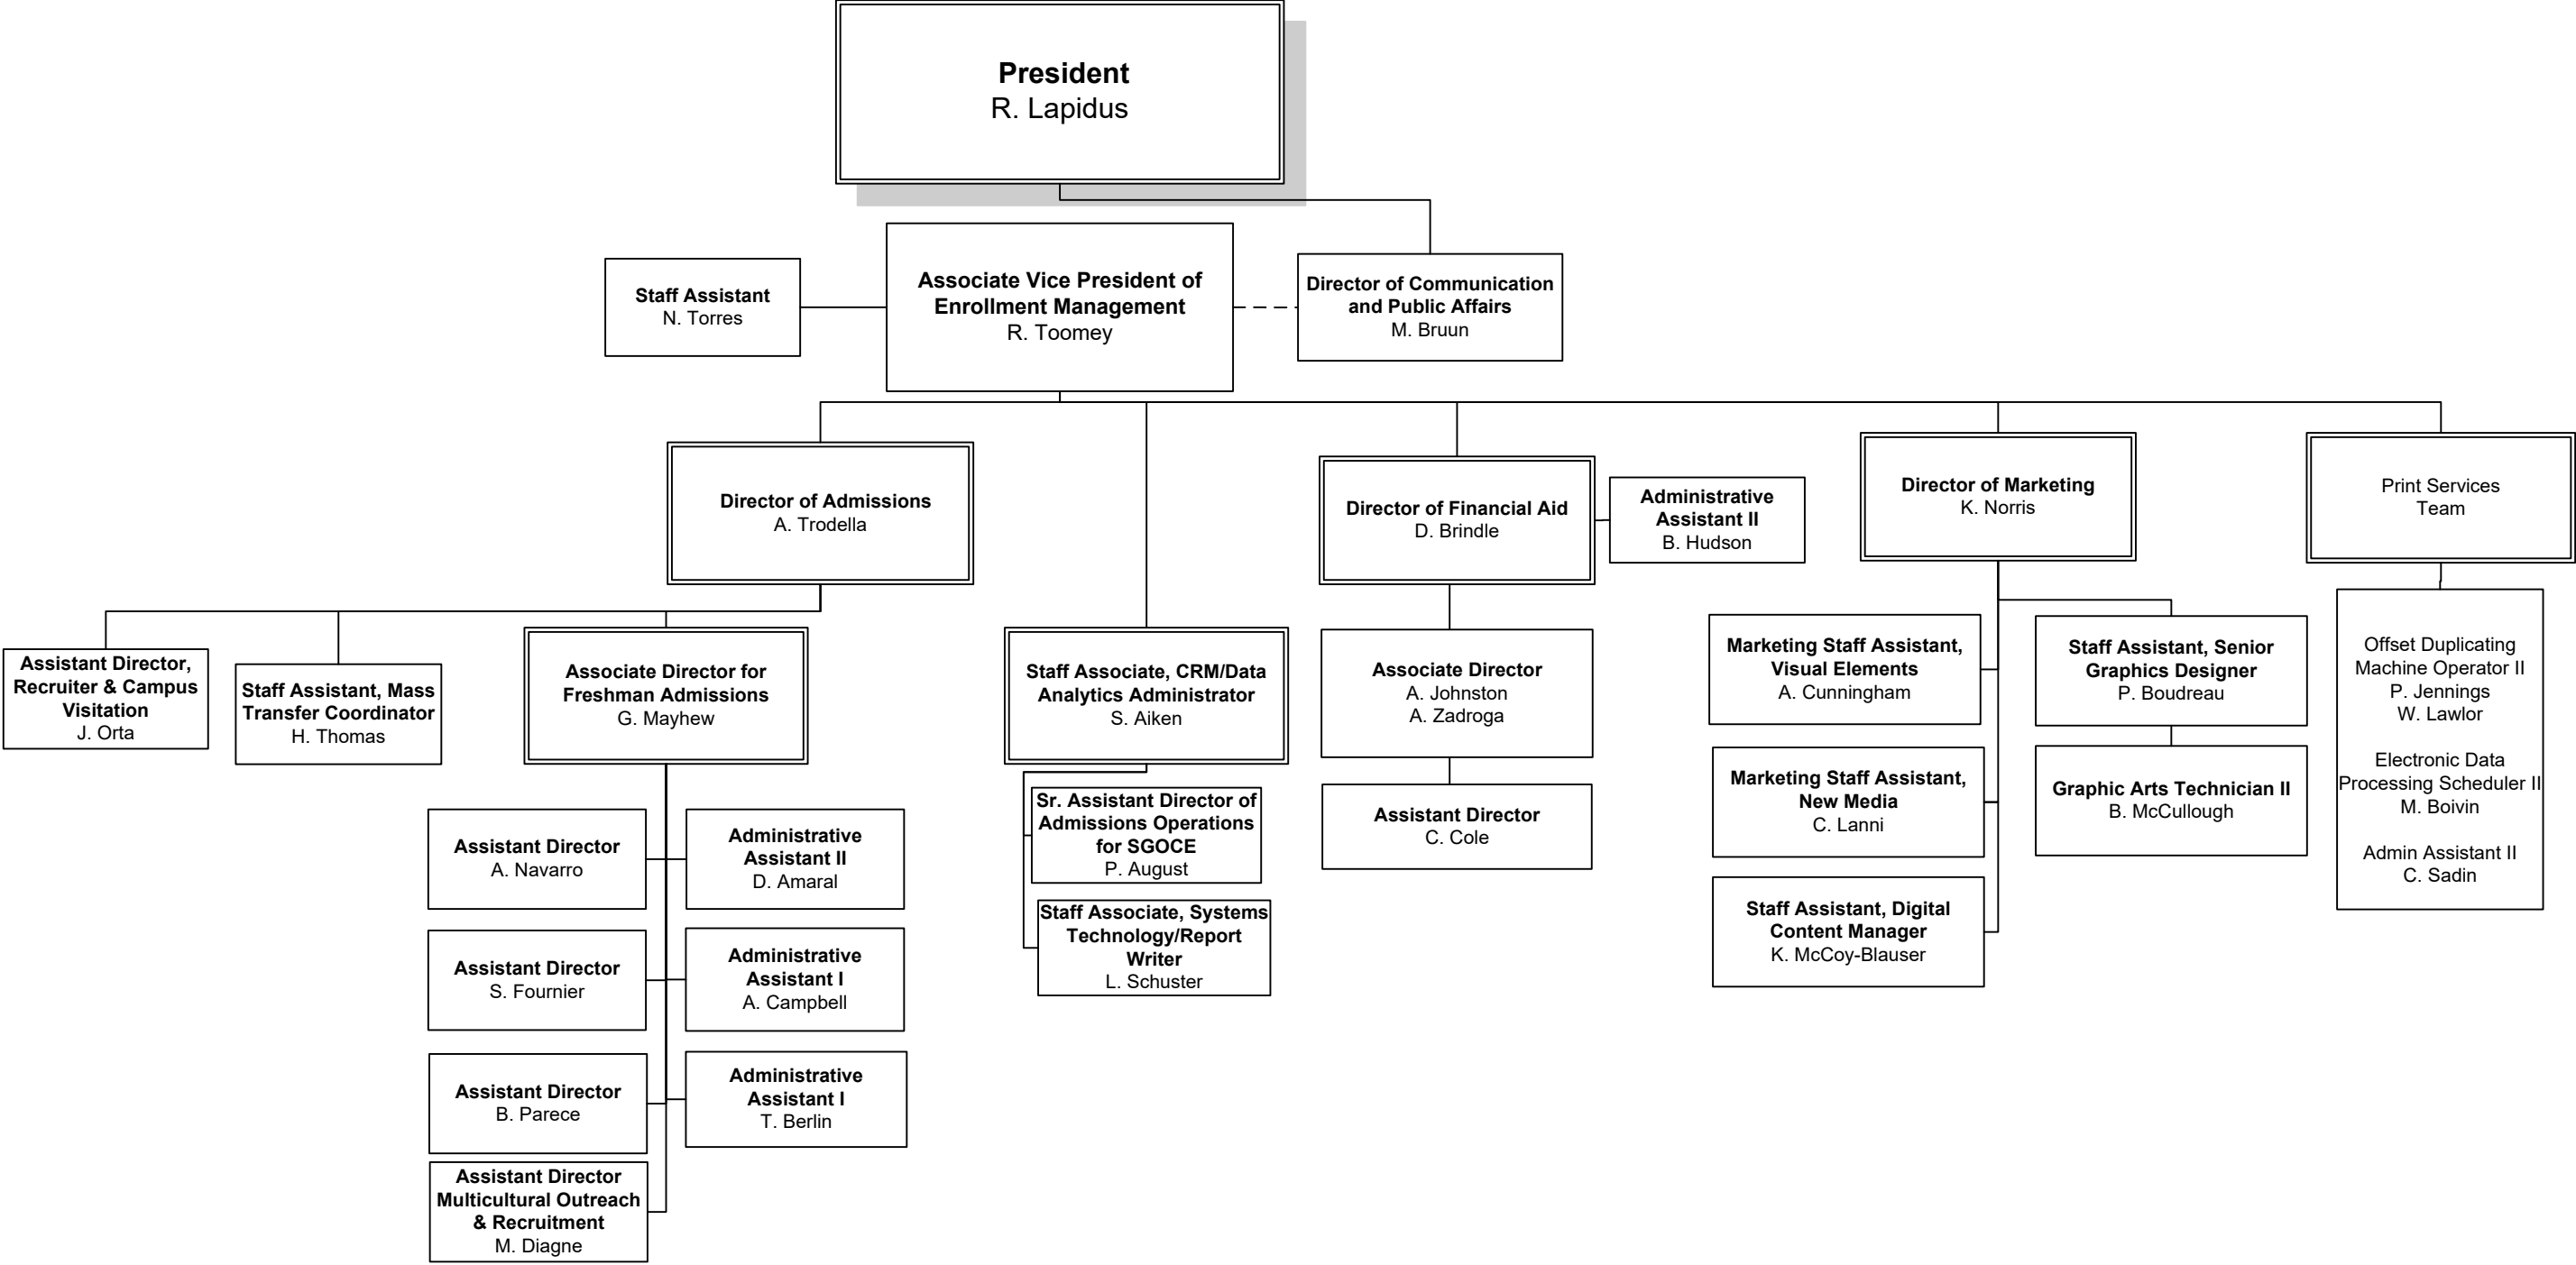 President
R. Lapidus
Staff Assistant
N. Torres
Associate Vice President of
Enrollment Management
R. Toomey
Director of Communication
and Public Affairs
M. Bruun
Director of Admissions
A. Trodella
Director of Financial Aid
D. Brindle
Administrative
Assistant II
B. Hudson
Director of Marketing
K. Norris
Print Services
Team
Assistant Director,
Recruiter & Campus
Visitation
J. Orta
Staff Assistant, Mass
Transfer Coordinator
H. Thomas
Associate Director for
Freshman Admissions
G. Mayhew
Staff Associate, CRM/Data
Analytics Administrator
S. Aiken
Associate Director
A. Johnston
A. Zadroga
Marketing Staff Assistant,
Visual Elements
A. Cunningham
Staff Assistant, Senior
Graphics Designer
P. Boudreau
Offset Duplicating
Machine Operator II
P. Jennings
W. Lawlor
Electronic Data
Processing Scheduler II
M. Boivin
Admin Assistant II
C. Sadin
Assistant Director
A. Navarro
Administrative
Assistant II
D. Amaral
Sr. Assistant Director of
Admissions Operations
for SGOCE
P. August
Assistant Director
C. Cole
Marketing Staff Assistant,
New Media
C. Lanni
Graphic Arts Technician II
B. McCullough
Assistant Director
S. Fournier
Administrative
Assistant I
A. Campbell
Staff Associate, Systems
Technology/Report
Writer
L. Schuster
Staff Assistant, Digital
Content Manager
K. McCoy-Blauser
Assistant Director
B. Parece
Administrative
Assistant I
T. Berlin
Assistant Director
Multicultural Outreach
& Recruitment
M. Diagne